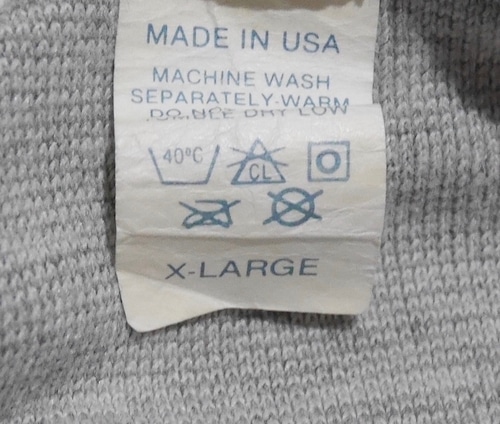 MADE IN USA
MACHINE WASH
SEPARATELY-WARM
DRY LOW
40°C CL
X-LARGE